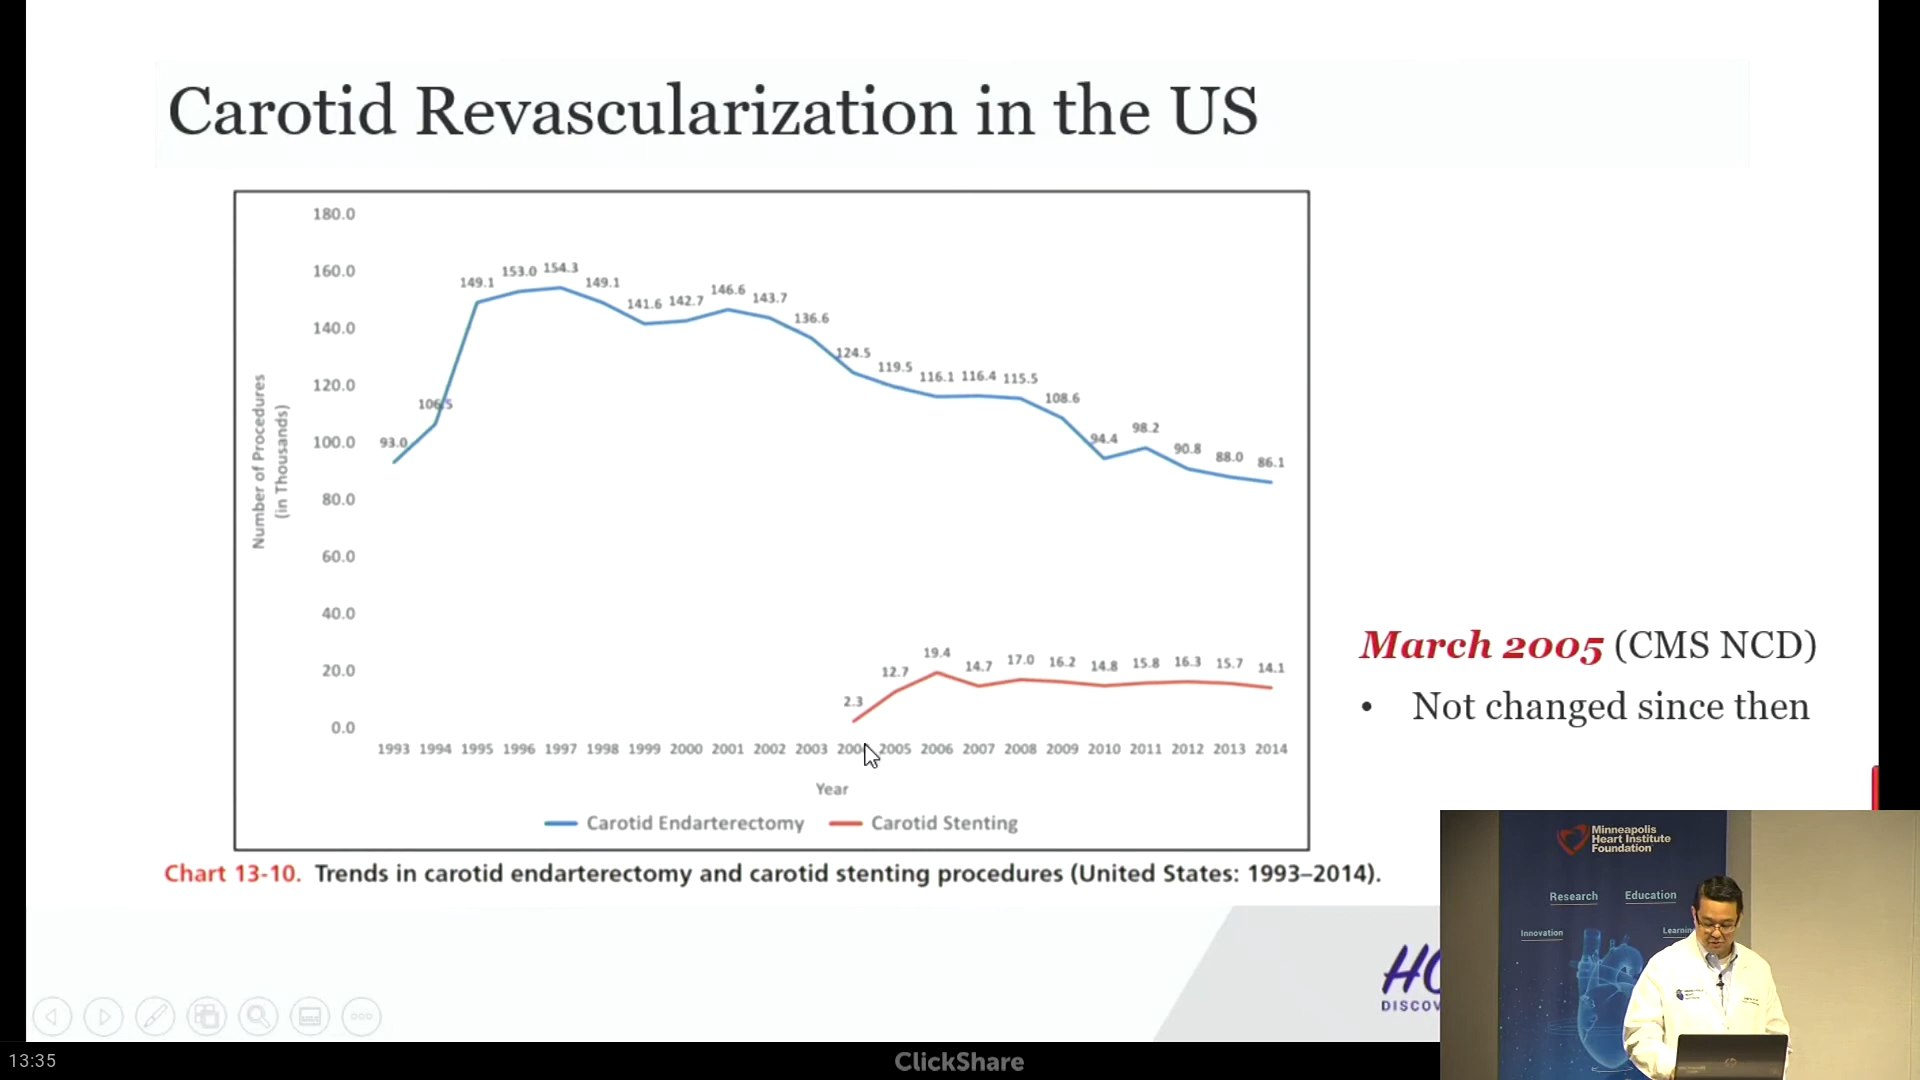 Carotid Revascularization in the US
180.0
160.0
140.0
120.0
100.0
80.0
60.0
40.0
20.0
0.0
Number of Procedures
(in Thousands)
93.0
106.5
149.1
153.0
154.3
149.1
141.6
142.7
146.6
143.7
136.6
124.5
119.5
116.1
116.4
115.5
108.6
94.4
98.2
90.8
88.0
86.1
2.3
12.7
19.4
14.7
17.0
16.2
14.8
15.8
16.3
15.7
14.1
1993 1994 1995 1996 1997 1998 1999 2000 2001 2002 2003 2005 2006 2007 2008 2009 2010 2011 2012 2013 2014
Year
Carotid Endarterectomy Carotid Stenting
Chart 13-10. Trends in carotid endarterectomy and carotid stenting procedures (United States: 1993–2014).
March 2005 (CMS NCD)
• Not changed since then
Minneapolis
Heart Institute
Foundation
Research Education
Innovation
13:35
ClickShare